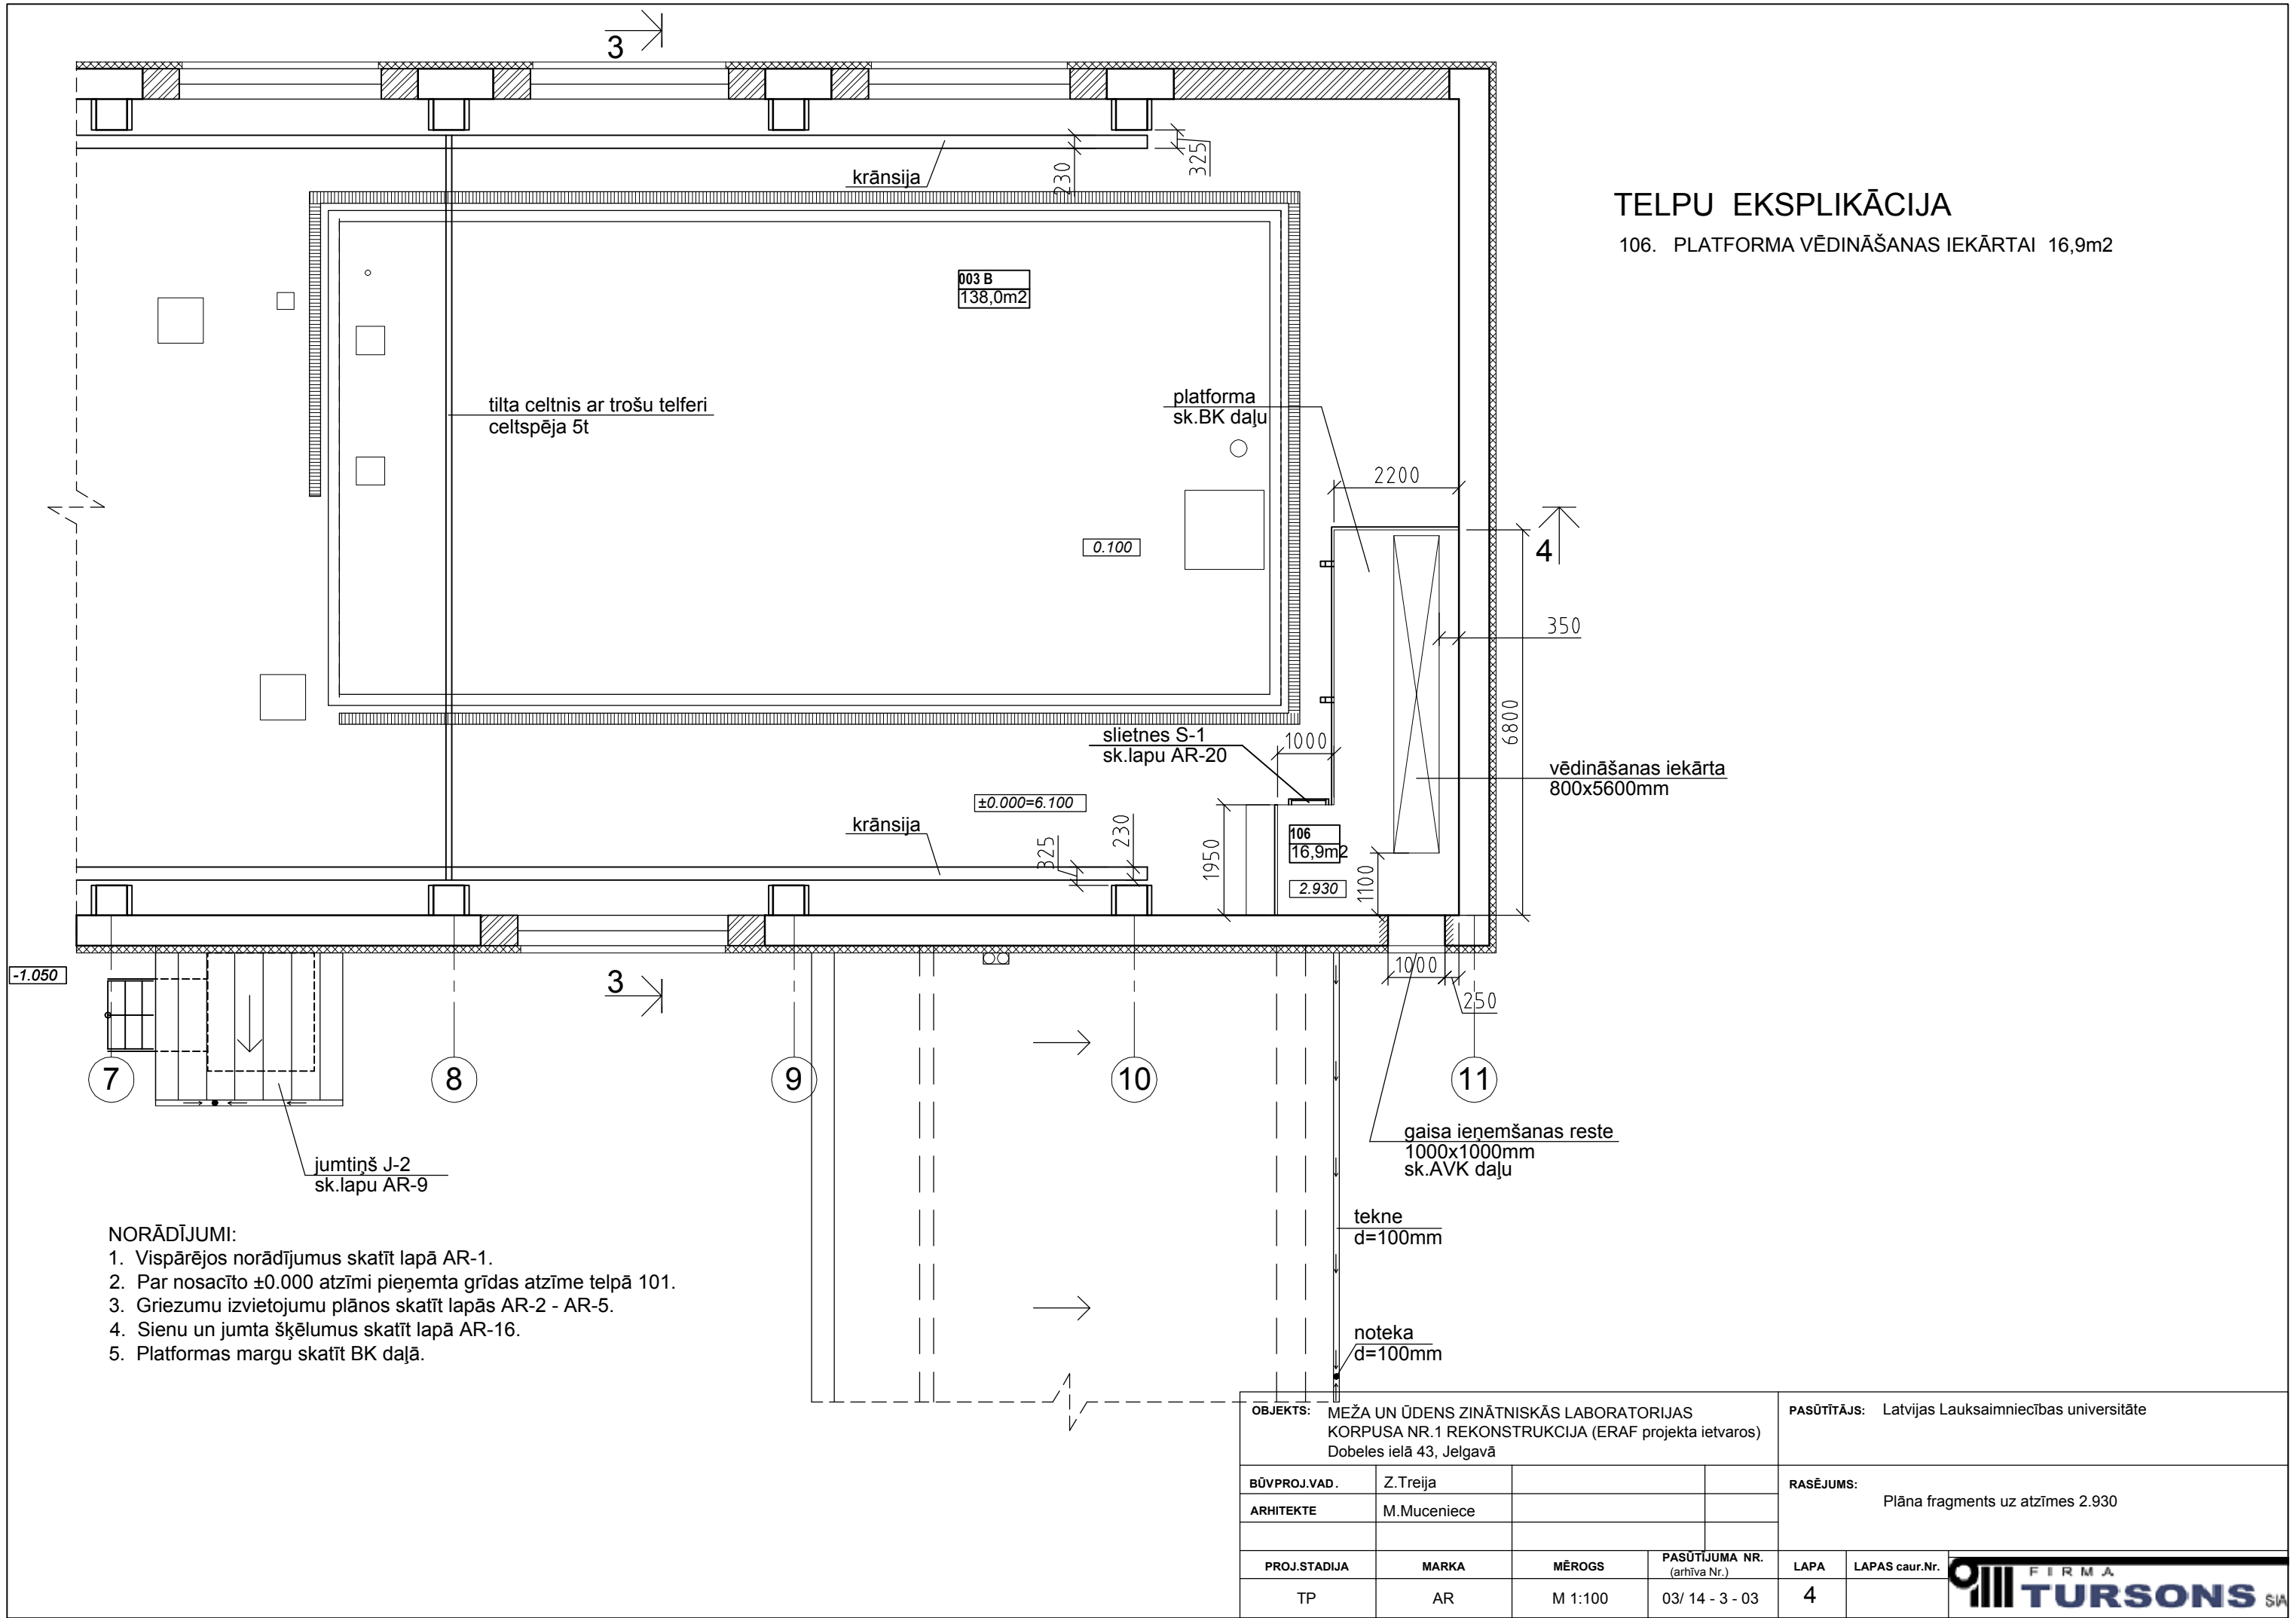 3
krānsija
230
325
TELPU EKSPLIKĀCIJA
106. PLATFORMA VĒDINĀŠANAS IEKĀRTAI 16,9m2
003 B
138,0m2
tilta celtnis ar trošu telferi
celtspēja 5t
platforma
sk.BK daļu
2200
4
0.100
350
6800
slietnes S-1
sk.lapu AR-20
1000
vēdināšanas iekārta
800x5600mm
±0.000=6.100
krānsija
325
230
1950
106
16,9m2
2.930
1100
-1.050
3
1000
250
7
8
9
10
11
gaisa ieņemšanas reste
1000x1000mm
sk.AVK daļu
jumtiņš J-2
sk.lapu AR-9
tekne
d=100mm
noteka
d=100mm
NORĀDĪJUMI:
1. Vispārējos norādījumus skatīt lapā AR-1.
2. Par nosacīto ±0.000 atzīmi pieņemta grīdas atzīme telpā 101.
3. Griezumu izvietojumu plānos skatīt lapās AR-2 - AR-5.
4. Sienu un jumta šķēlumus skatīt lapā AR-16.
5. Platformas margu skatīt BK daļā.
OBJEKTS: MEŽA UN ŪDENS ZINĀTNISKĀS LABORATORIJAS
KORPUSA NR.1 REKONSTRUKCIJA (ERAF projekta ietvaros)
Dobeles ielā 43, Jelgavā
PASŪTĪTĀJS: Latvijas Lauksaimniecības universitāte
BŪVPROJ.VAD. Z.Treija
ARHITEKTE M.Muceniece
RASĒJUMS:
Plāna fragments uz atzīmes 2.930
PROJ.STADIJA MARKA MĒROGS PASŪTĪJUMA NR. LAPA LAPAS caur.Nr.
(arhīva Nr.)
TP AR M 1:100 03/ 14 - 3 - 03 4
FIRMA
TURSONS SIA